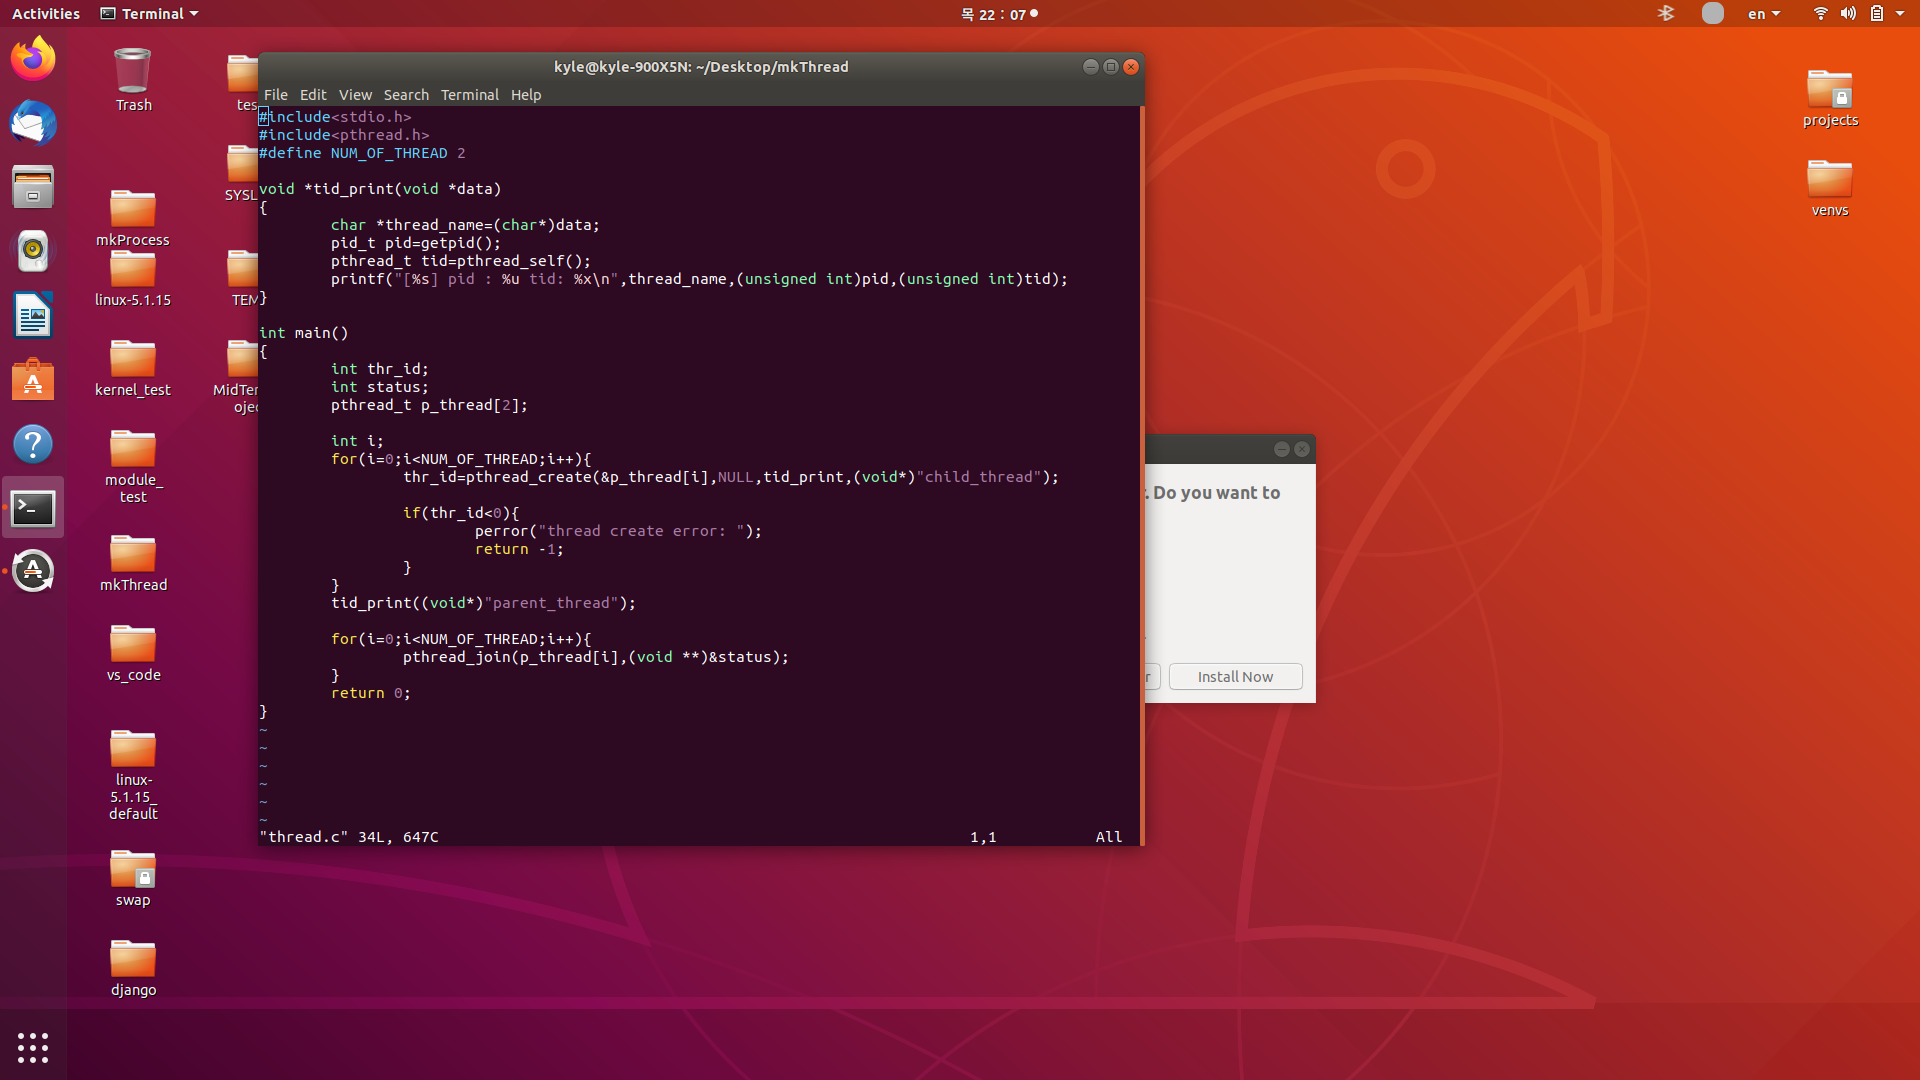 Activities Terminal 목 22 : 07 en
Trash
tes
mkProcess
SYSL
linux-5.1.15
TEM
kernel_test
MidTer
ojec
module_
test
mkThread
vs_code
linux-
5.1.15_
default
swap
django
projects
venvs
kyle@kyle-900X5N: ~/Desktop/mkThread
File Edit View Search Terminal Help
#include<stdio.h>
#include<pthread.h>
#define NUM_OF_THREAD 2
void *tid_print(void *data)
{
char *thread_name=(char*)data;
pid_t pid=getpid();
pthread_t tid=pthread_self();
printf("[%s] pid : %u tid: %x\n",thread_name,(unsigned int)pid,(unsigned int)tid);
}
int main()
{
int thr_id;
int status;
pthread_t p_thread[2];
int i;
for(i=0;i<NUM_OF_THREAD;i++){
thr_id=pthread_create(&p_thread[i],NULL,tid_print,(void*)"child_thread");
if(thr_id<0){
perror("thread create error: ");
return -1;
}
}
tid_print((void*)"parent_thread");
for(i=0;i<NUM_OF_THREAD;i++){
pthread_join(p_thread[i],(void **)&status);
}
return 0;
}
~
~
~
~
~
~
"thread.c" 34L, 647C 1,1 All
. Do you want to
r Install Now